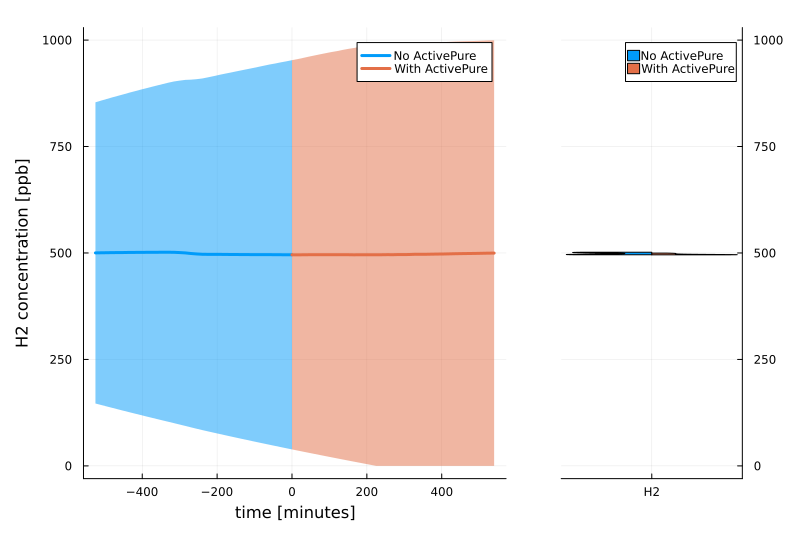 1000
750
500
250
0
H2 concentration [ppb]
−400
−200
0
200
400
time [minutes]
No ActivePure
With ActivePure
No ActivePure
With ActivePure
1000
750
500
250
0
H2